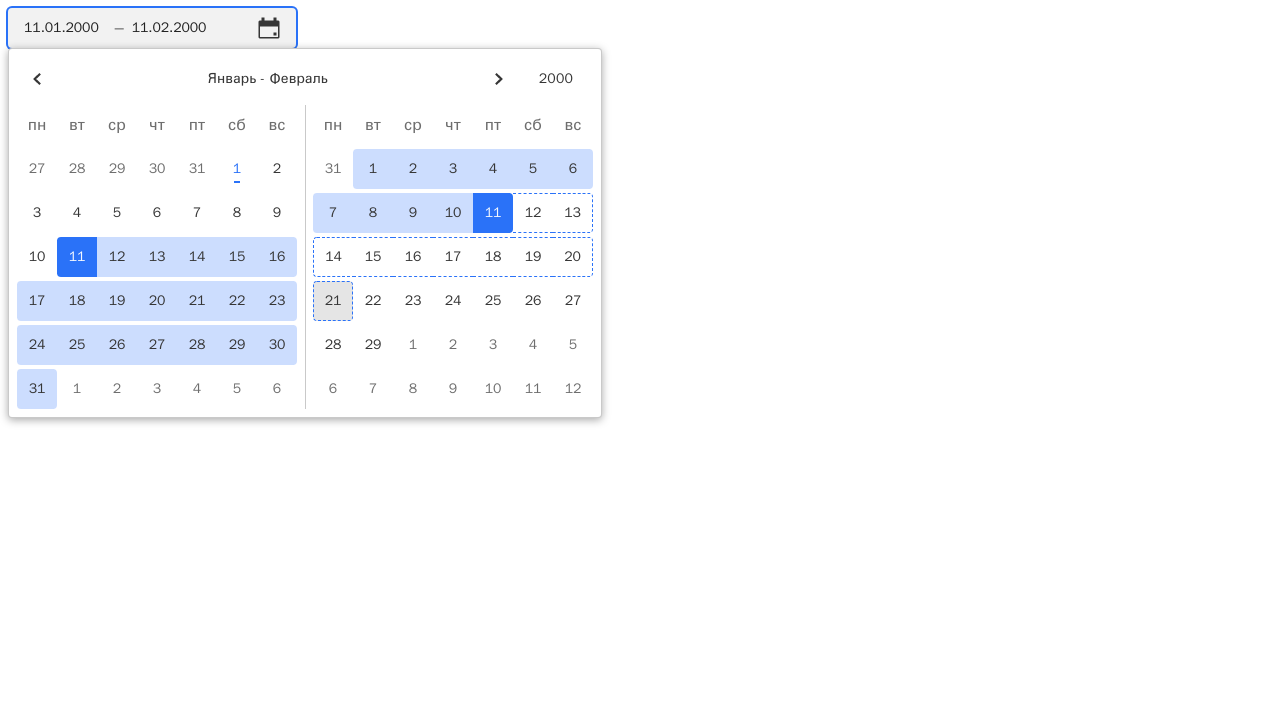 11.01.2000 — 11.02.2000
Январь - Февраль 2000
пн вт ср чт пт сб вс
27 28 29 30 31 1 2
3 4 5 6 7 8 9
10 11 12 13 14 15 16
17 18 19 20 21 22 23
24 25 26 27 28 29 30
31 1 2 3 4 5 6
пн вт ср чт пт сб вс
31 1 2 3 4 5 6
7 8 9 10 11 12 13
14 15 16 17 18 19 20
21 22 23 24 25 26 27
28 29 1 2 3 4 5
6 7 8 9 10 11 12